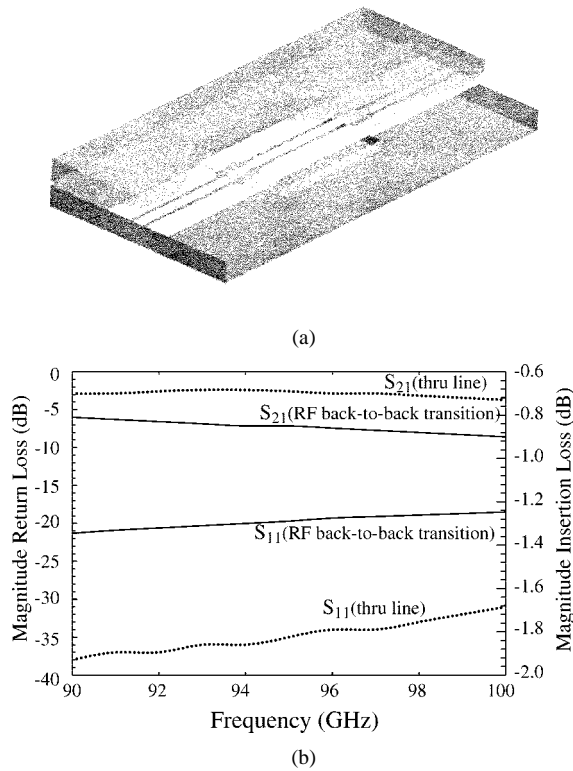 (a)
0
-5
-10
-15
-20
-25
-30
-35
-40
Magnitude Return Loss (dB)
S21(thru line)
S21(RF back-to-back transition)
S11(RF back-to-back transition)
S11(thru line)
-0.6
-0.8
-1.0
-1.2
-1.4
-1.6
-1.8
-2.0
Magnitude Insertion Loss (dB)
90 92 94 96 98 100
Frequency (GHz)
(b)